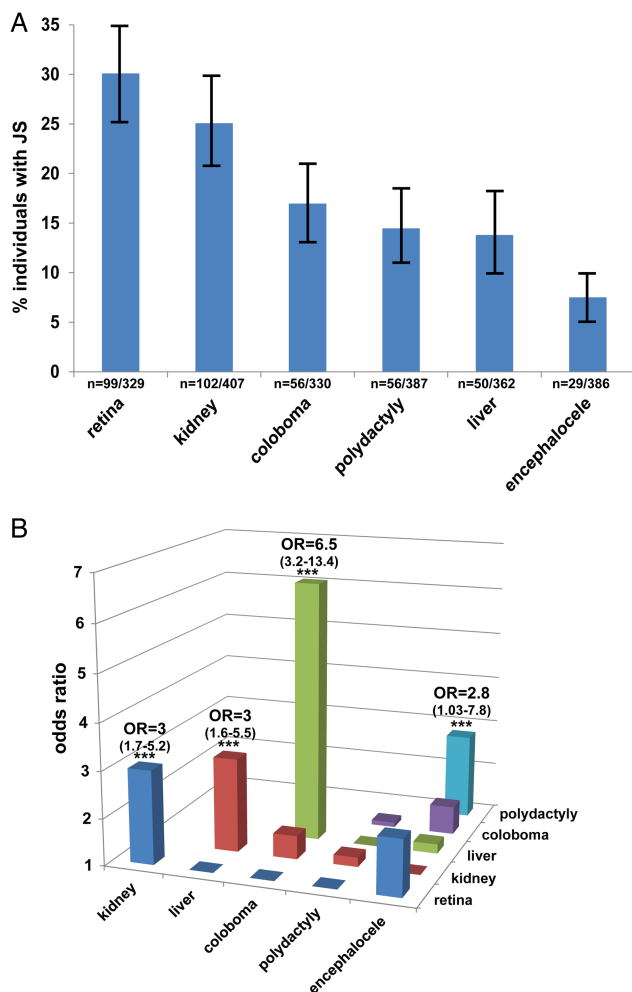 A
% individuals with JS
35
30
25
20
15
10
5
0
n=99/329 n=102/407 n=56/330 n=56/387 n=50/362 n=29/386
retina kidney coloboma polydactyly liver encephalocele
B
odds ratio
7
6
5
4
3
2
1
OR=6.5
(3.2-13.4)
***
OR=2.8
(1.03-7.8)
***
OR=3
(1.7-5.2)
***
OR=3
(1.6-5.5)
***
polydactyly
coloboma
liver
kidney
retina
kidney liver coloboma polydactyly encephalocele